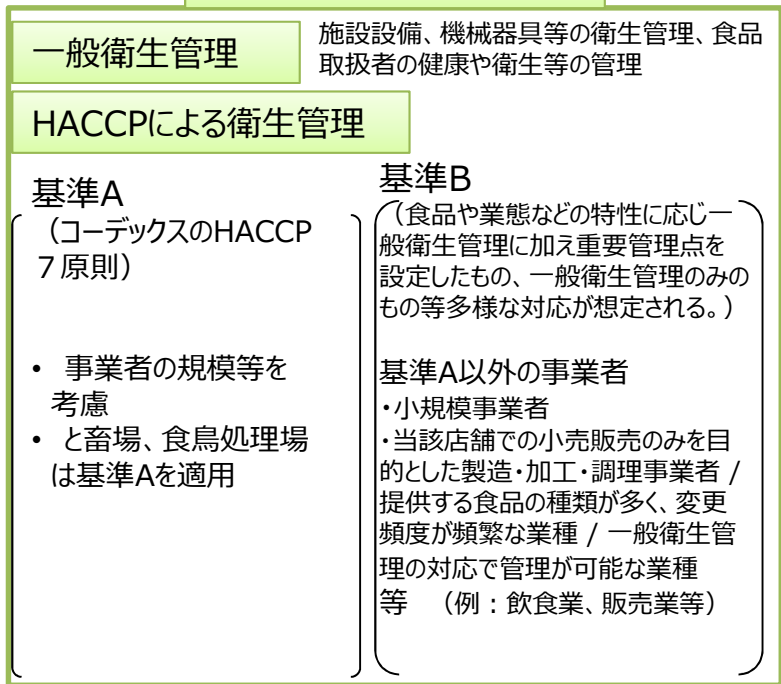 一般衛生管理
施設設備、機械器具等の衛生管理、食品
取扱者の健康や衛生等の管理
HACCPによる衛生管理
基準A
（コーデックスのHACCP
７原則）
• 事業者の規模等を
考慮
• と畜場、食鳥処理場
は基準Aを適用
基準B
（食品や業態などの特性に応じ一
般衛生管理に加え重要管理点を
設定したもの、一般衛生管理のみの
もの等多様な対応が想定される。）
基準A以外の事業者
・小規模事業者
・当該店舗での小売販売のみを目
的とした製造・加工・調理事業者 /
提供する食品の種類が多く、変更
頻度が頻繁な業種 / 一般衛生管
理の対応で管理が可能な業種
等 （例：飲食業、販売業等）